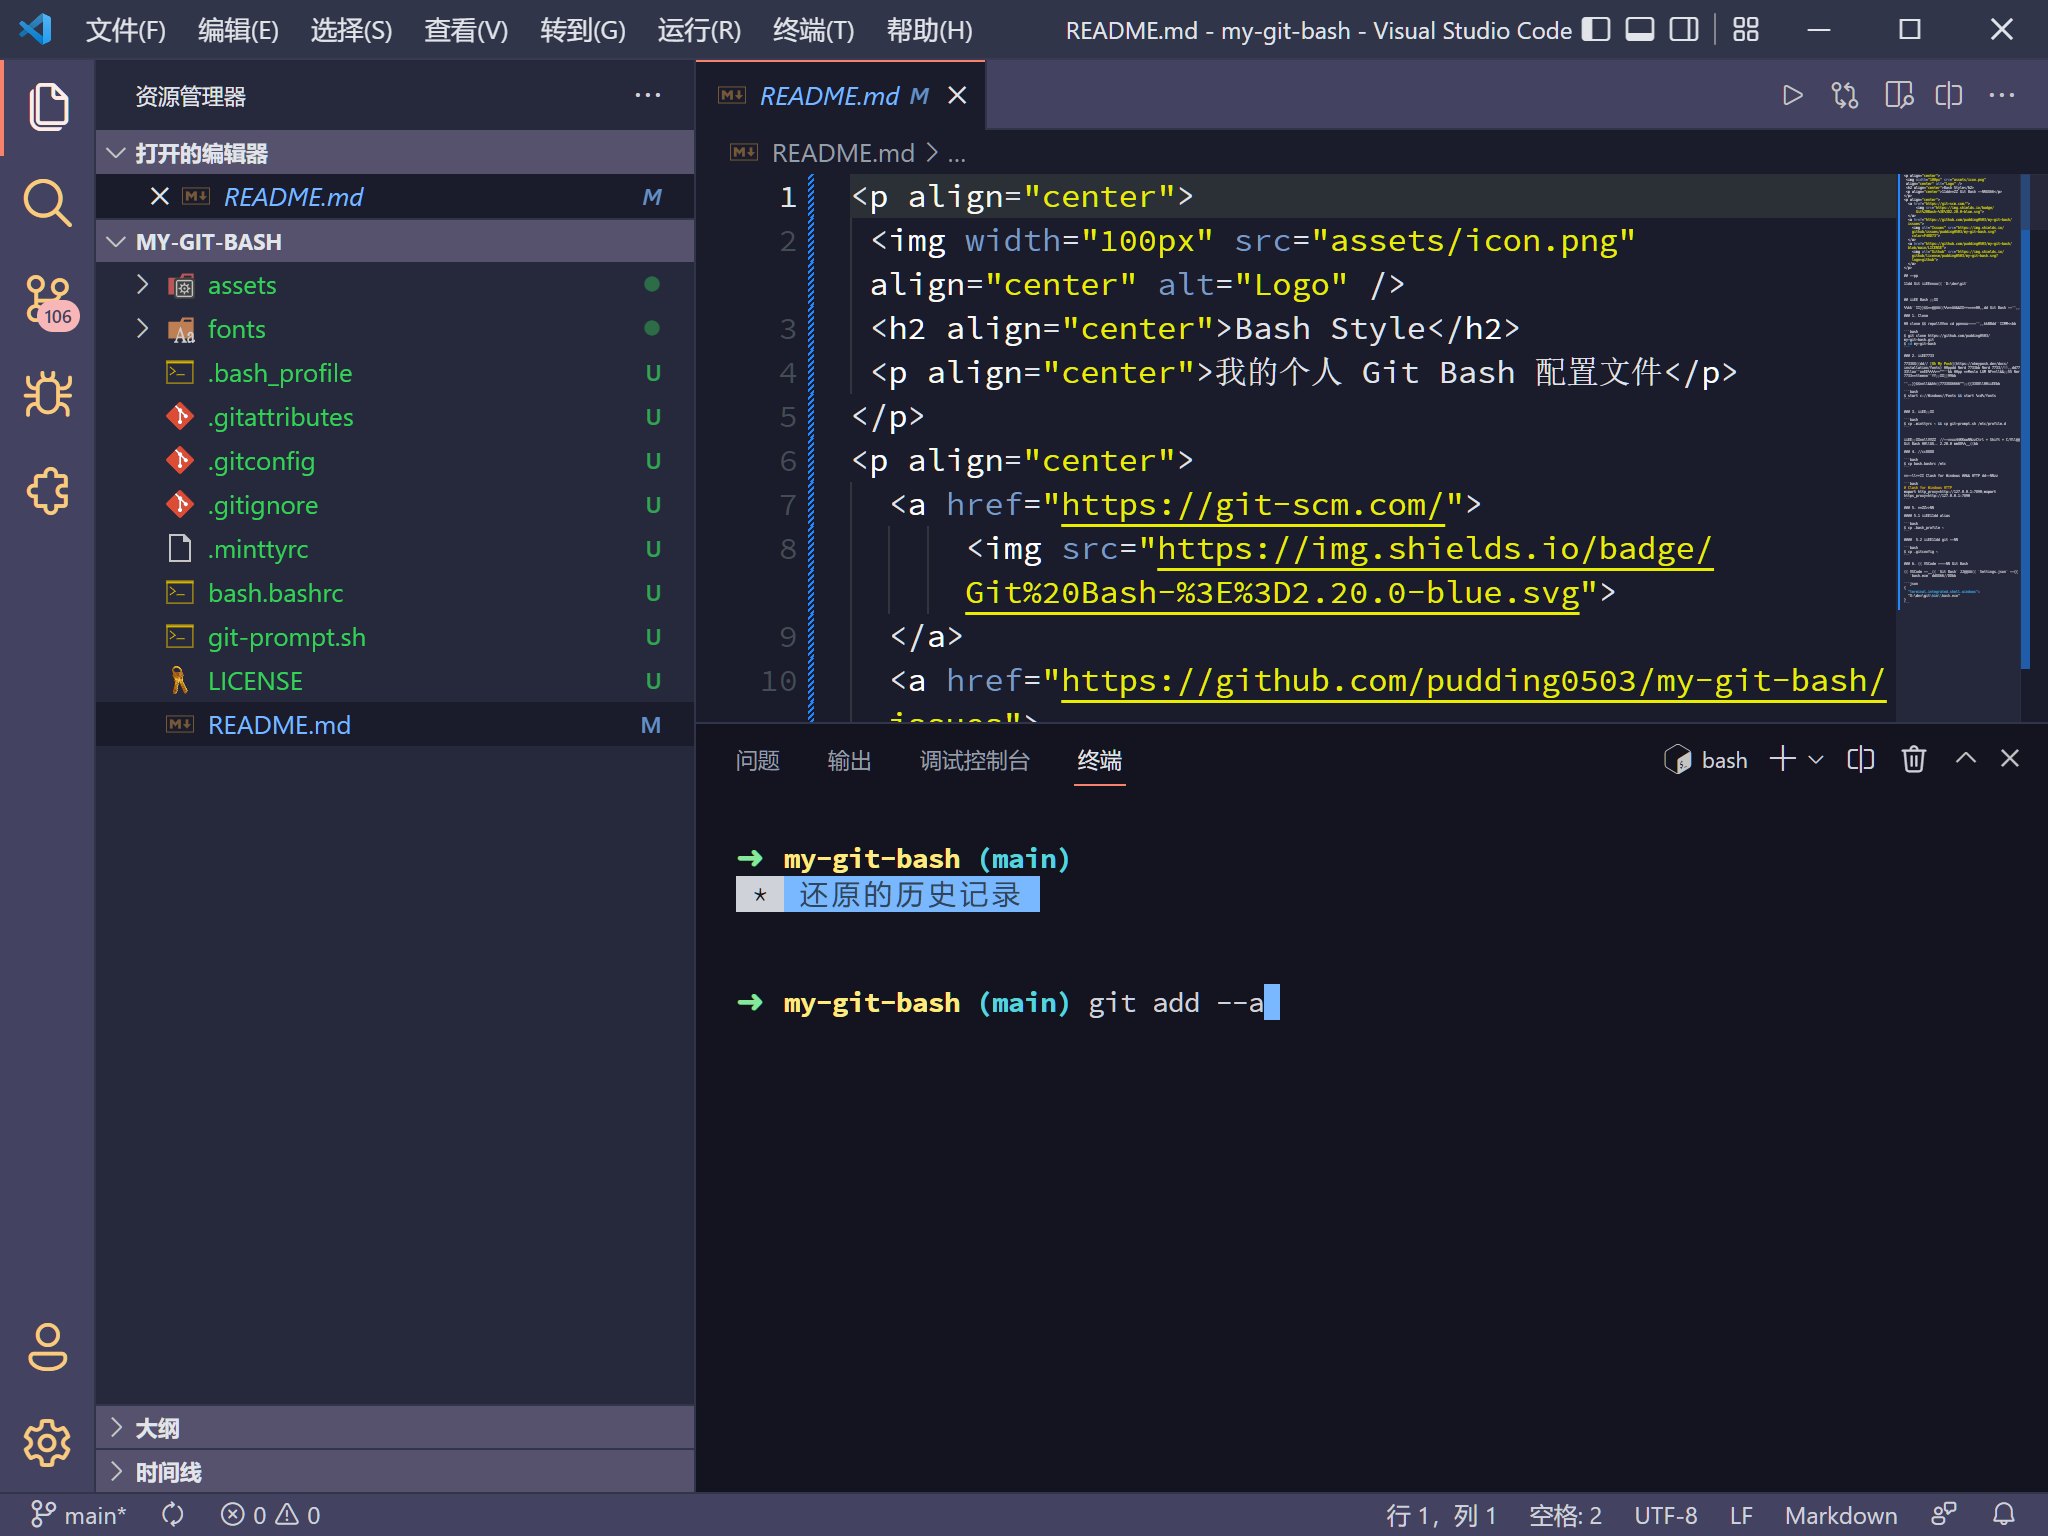 文件(F) 编辑(E) 选择(S) 查看(V) 转到(G) 运行(R) 终端(T) 帮助(H) README.md - my-git-bash - Visual Studio Code
资源管理器
打开的编辑器
README.md M
MY-GIT-BASH
assets
fonts
.bash_profile U
.gitattributes U
.gitconfig U
.gitignore U
.minttyrc U
bash.bashrc U
git-prompt.sh U
LICENSE U
README.md M
大纲
时间线
106
README.md M
README.md > ...
1 <p align="center">
2 <img width="100px" src="assets/icon.png"
align="center" alt="Logo" />
3 <h2 align="center">Bash Style</h2>
4 <p align="center">我的个人 Git Bash 配置文件</p>
5 </p>
6 <p align="center">
7 <a href="https://git-scm.com/">
8 <img src="https://img.shields.io/badge/
Git%20Bash-%3E%3D2.20.0-blue.svg">
9 </a>
10 <a href="https://github.com/pudding0503/my-git-bash/
issues">
问题 输出 调试控制台 终端 bash
➜ my-git-bash (main)
* 还原的历史记录
➜ my-git-bash (main) git add --a
main* 0 0 行 1，列 1 空格: 2 UTF-8 LF Markdown